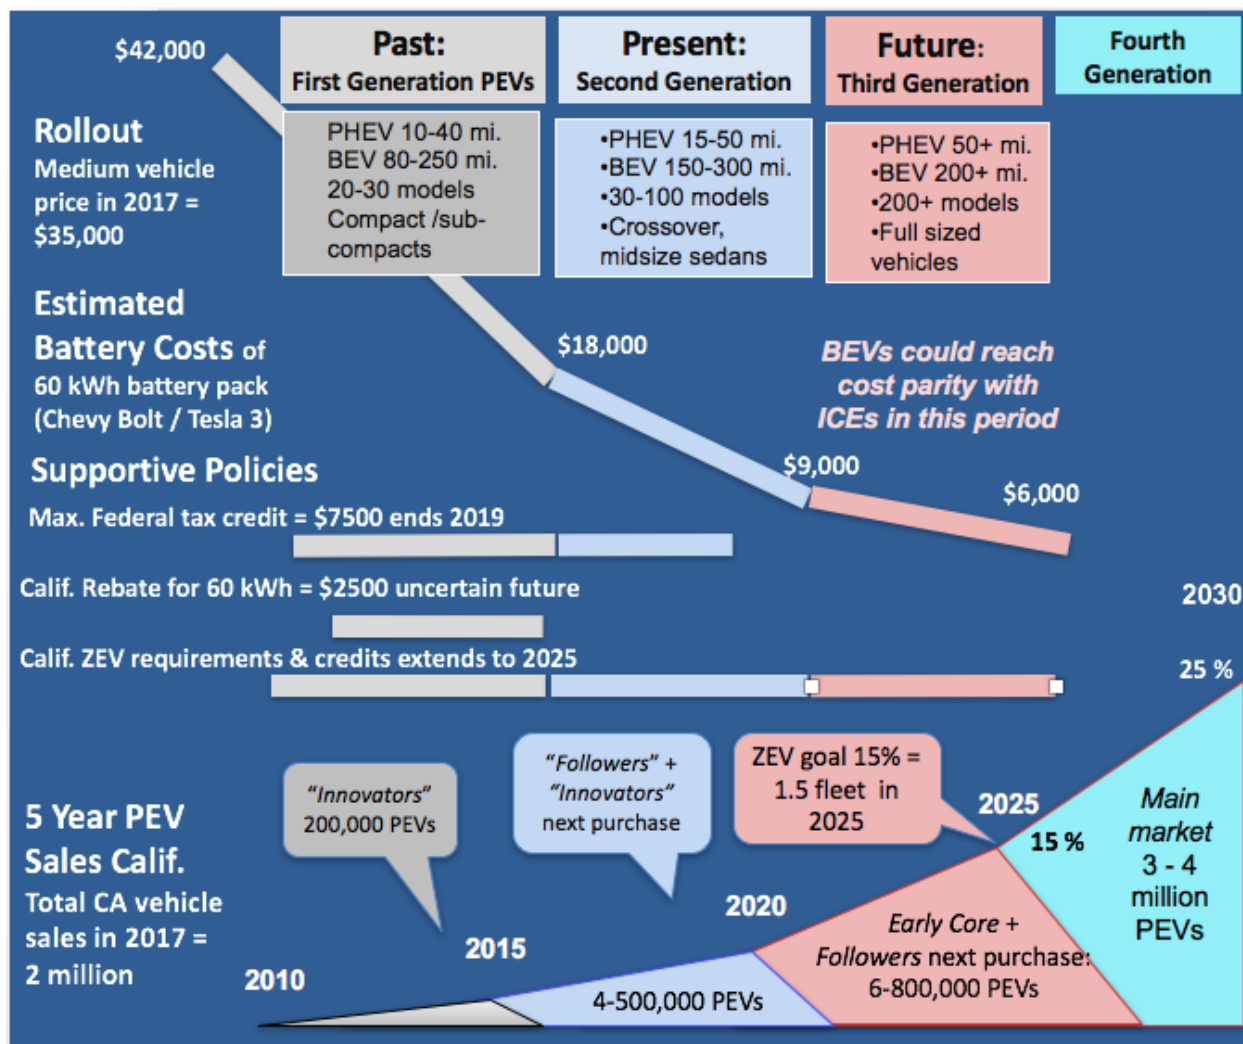 $42,000
Past:
First Generation PEVs
Present:
Second Generation
Future:
Third Generation
Fourth
Generation
Rollout
Medium vehicle
price in 2017 =
$35,000
PHEV 10-40 mi.
BEV 80-250 mi.
20-30 models
Compact /sub-
compacts
•PHEV 15-50 mi.
•BEV 150-300 mi.
•30-100 models
•Crossover,
midsize sedans
•PHEV 50+ mi.
•BEV 200+ mi.
•200+ models
•Full sized
vehicles
Estimated
Battery Costs of
60 kWh battery pack
(Chevy Bolt / Tesla 3)
$18,000
BEVs could reach
cost parity with
ICEs in this period
$9,000
$6,000
Supportive Policies
Max. Federal tax credit = $7500 ends 2019
Calif. Rebate for 60 kWh = $2500 uncertain future
Calif. ZEV requirements & credits extends to 2025
2030
25 %
"Innovators"
200,000 PEVs
"Followers" +
"Innovators"
next purchase
ZEV goal 15% =
1.5 fleet in
2025
5 Year PEV
Sales Calif.
Total CA vehicle
sales in 2017 =
2 million
2010
2015
2020
2025
15 %
4-500,000 PEVs
Early Core +
Followers next purchase:
6-800,000 PEVs
Main
market
3 - 4
million
PEVs